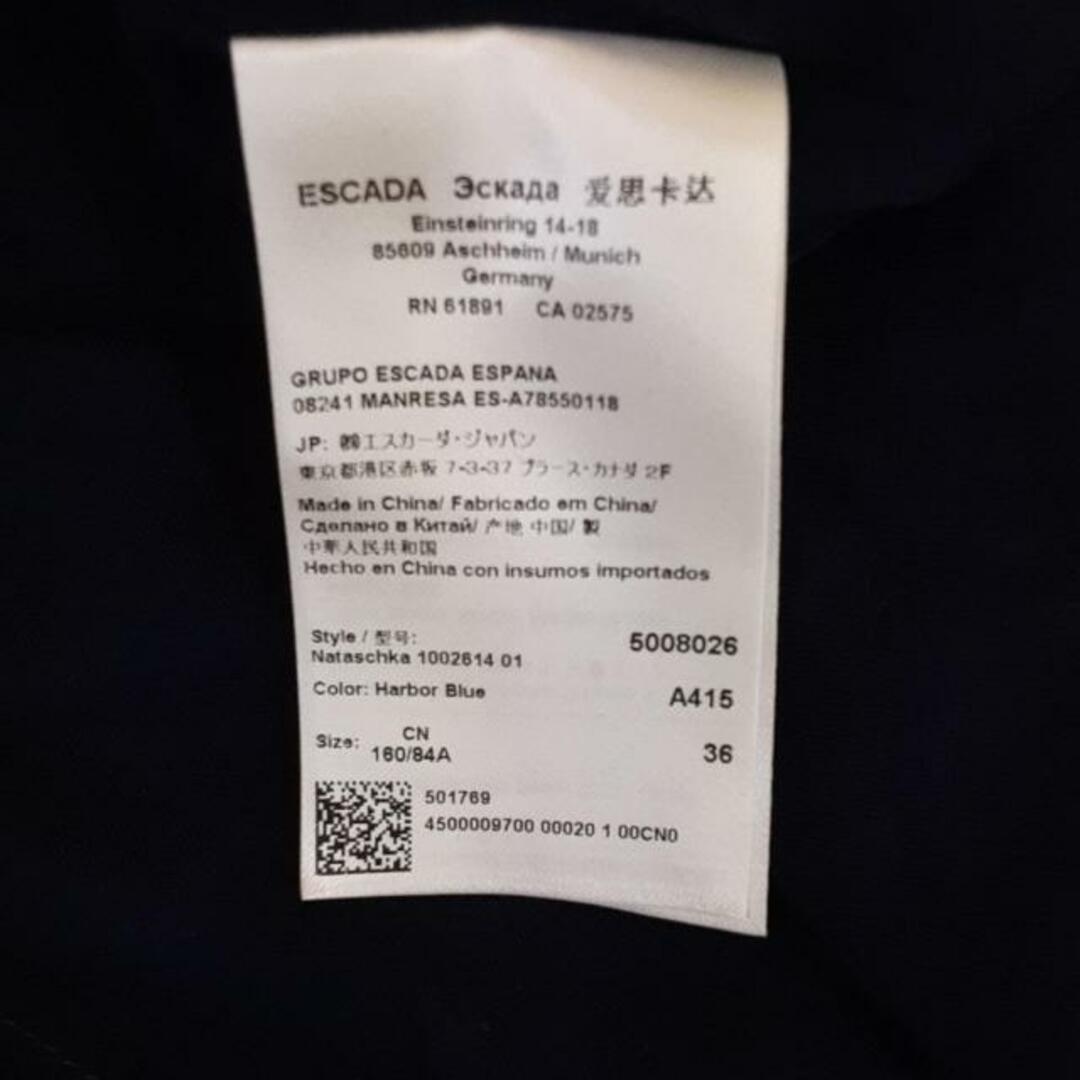 ESCADA Эскада 爱思卡达
Einsteinring 14-18
85609 Aschheim / Munich
Germany
RN 61891 CA 02575
GRUPO ESCADA ESPANA
08241 MANRESA ES-A78550118
JP: ㈱エスカーダ・ジャパン
東京都港区赤坂 7-3-37 プラース・カナダ 2F
Made in China/ Fabricado em China/
Сделано в Китай/ 产地 中国/ 製
中華人民共和国
Hecho en China con insumos importados
Style / 型号: 5008026
Nataschka 1002614 01
Color: Harbor Blue A415
CN
Size: 160/84A 36
501769
4500009700 00020 1 00CN0